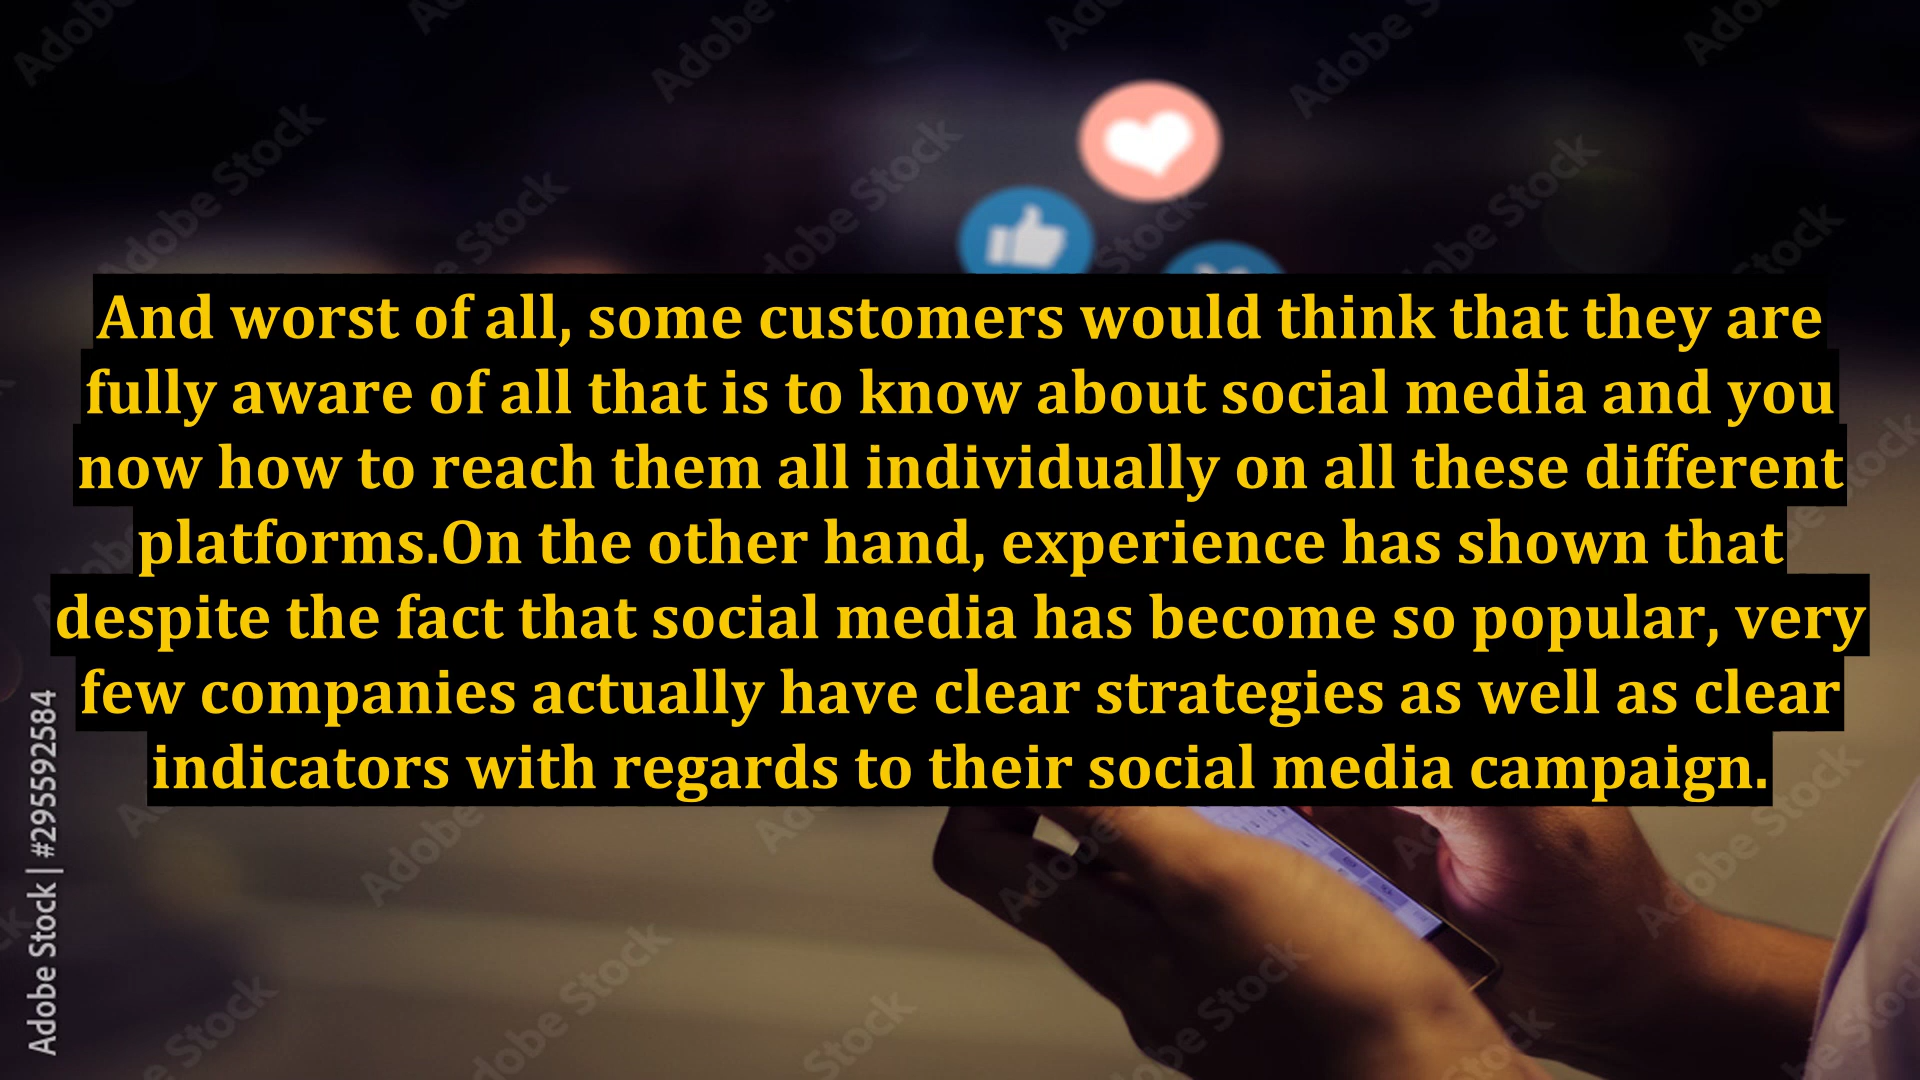 And worst of all, some customers would think that they are
fully aware of all that is to know about social media and you
now how to reach them all individually on all these different
platforms.On the other hand, experience has shown that
despite the fact that social media has become so popular, very
few companies actually have clear strategies as well as clear
indicators with regards to their social media campaign.
Adobe Stock | #295592584
Adobe Stock